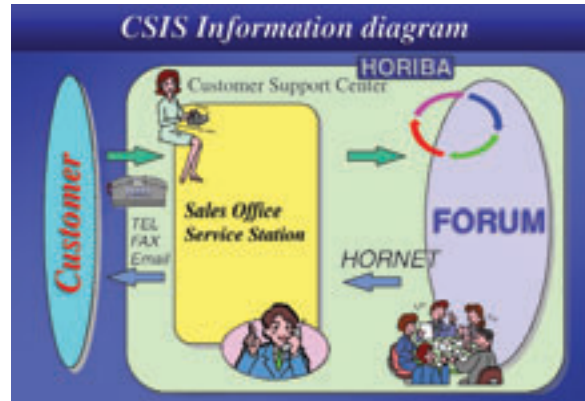 CSIS Information diagram
HORIBA
Customer Support Center
Customer
TEL
FAX
Email
Sales Office
Service Station
HORNET
FORUM